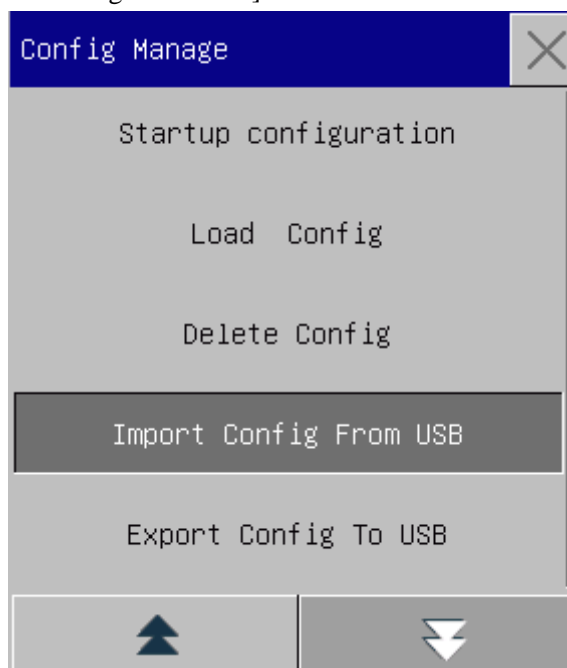 Config Manage
Startup configuration
Load Config
Delete Config
Import Config From USB
Export Config To USB